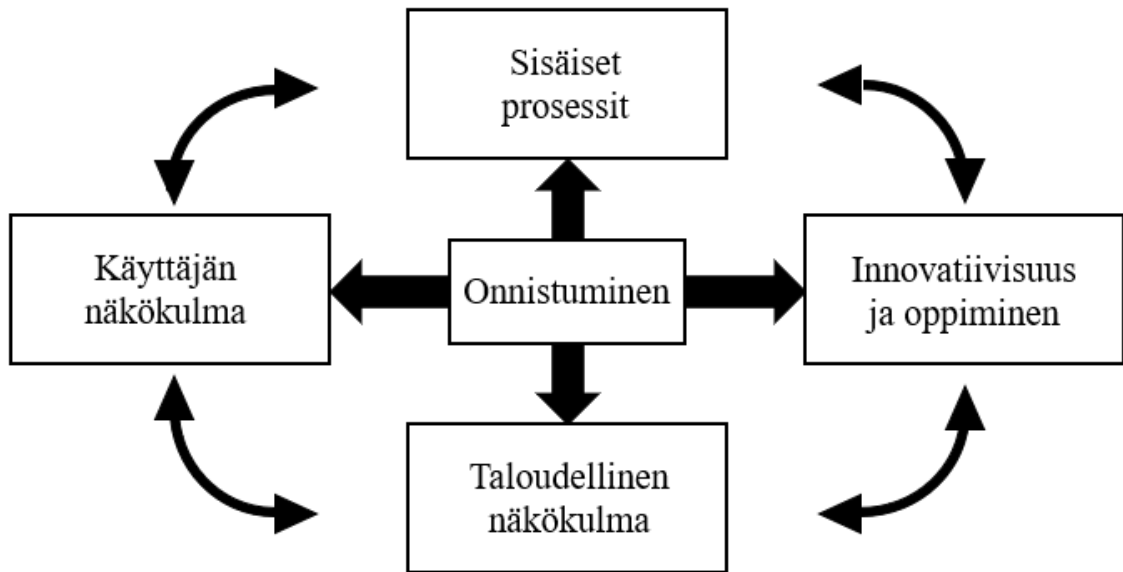 Sisäiset
prosessit
Käyttäjän
näkökulma
Onnistuminen
Innovatiivisuus
ja oppiminen
Taloudellinen
näkökulma